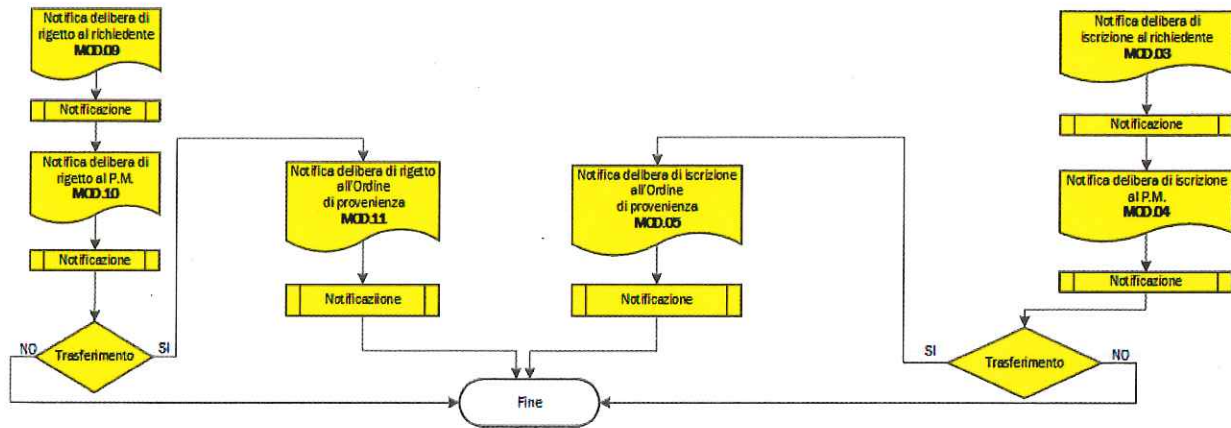 Notifica delibera di
rigetto al richiedente
MOD.09
Notificazione
Notifica delibera di
rigetto al P.M.
MOD.10
Notificazione
Trasferimento
NO
SI
Notifica delibera di rigetto
all'Ordine
di provenienza
MOD.11
Notificazione
Notifica delibera di iscrizione
all'Ordine
di provenienza
MOD.05
Notificazione
Fine
Notifica delibera di
iscrizione al richiedente
MOD.03
Notificazione
Notifica delibera di iscrizione
al P.M.
MOD.04
Notificazione
SI
Trasferimento
NO